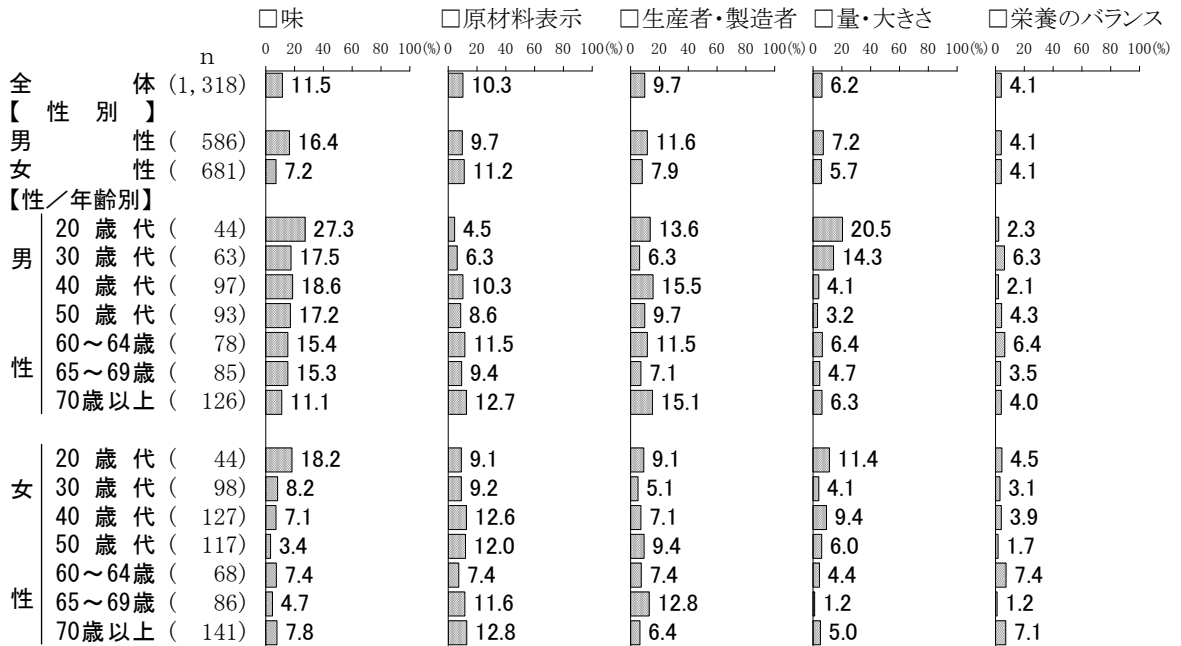 □味 □原材料表示 □生産者・製造者 □量・大きさ □栄養のバランス
n 0 20 40 60 80 100(%) 0 20 40 60 80 100(%) 0 20 40 60 80 100(%) 0 20 40 60 80 100(%) 0 20 40 60 80 100(%)
全体 (1,318) 11.5 10.3 9.7 6.2 4.1
【性別】
男性 ( 586) 16.4 9.7 11.6 7.2 4.1
女性 ( 681) 7.2 11.2 7.9 5.7 4.1
【性／年齢別】
男性
20歳代 ( 44) 27.3 4.5 13.6 20.5 2.3
30歳代 ( 63) 17.5 6.3 6.3 14.3 6.3
40歳代 ( 97) 18.6 10.3 15.5 4.1 2.1
50歳代 ( 93) 17.2 8.6 9.7 3.2 4.3
60～64歳 ( 78) 15.4 11.5 11.5 6.4 6.4
65～69歳 ( 85) 15.3 9.4 7.1 4.7 3.5
70歳以上 ( 126) 11.1 12.7 15.1 6.3 4.0
女性
20歳代 ( 44) 18.2 9.1 9.1 11.4 4.5
30歳代 ( 98) 8.2 9.2 5.1 4.1 3.1
40歳代 ( 127) 7.1 12.6 7.1 9.4 3.9
50歳代 ( 117) 3.4 12.0 9.4 6.0 1.7
60～64歳 ( 68) 7.4 7.4 7.4 4.4 7.4
65～69歳 ( 86) 4.7 11.6 12.8 1.2 1.2
70歳以上 ( 141) 7.8 12.8 6.4 5.0 7.1